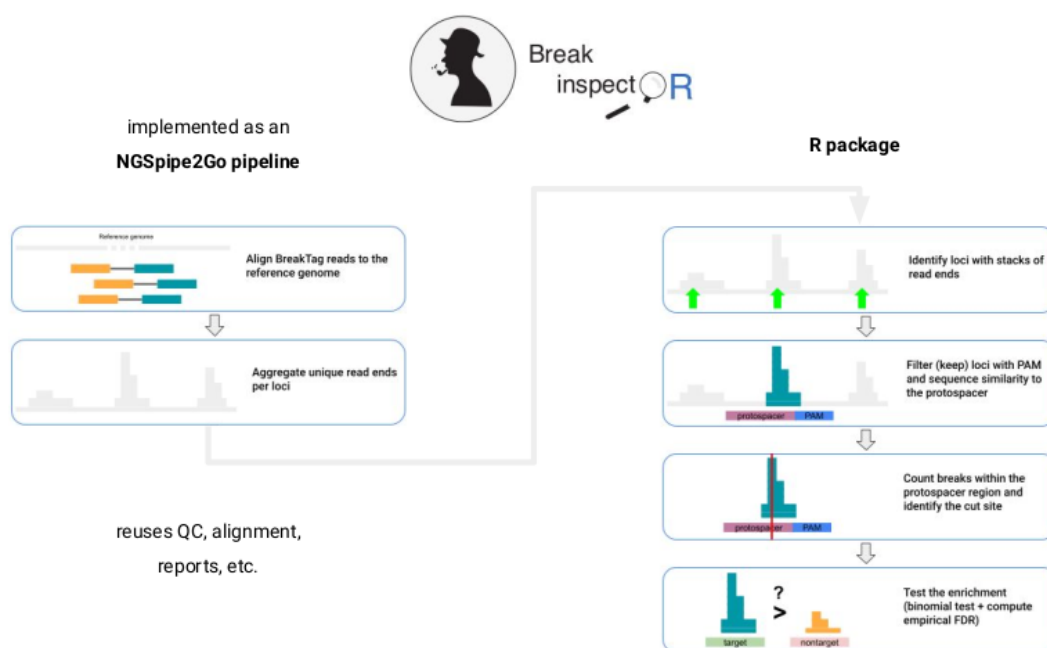 Break
inspect R
implemented as an
NGSpipe2Go pipeline
Reference genome
Align BreakTag reads to the
reference genome
Aggregate unique read ends
per loci
reuses QC, alignment,
reports, etc.
R package
Identify loci with stacks of
read ends
Filter (keep) loci with PAM
and sequence similarity to
the protospacer
protospacer PAM
Count breaks within the
protospacer region and
identify the cut site
protospacer PAM
Test the enrichment
(binomial test + compute
empirical FDR)
?
>
target nontarget